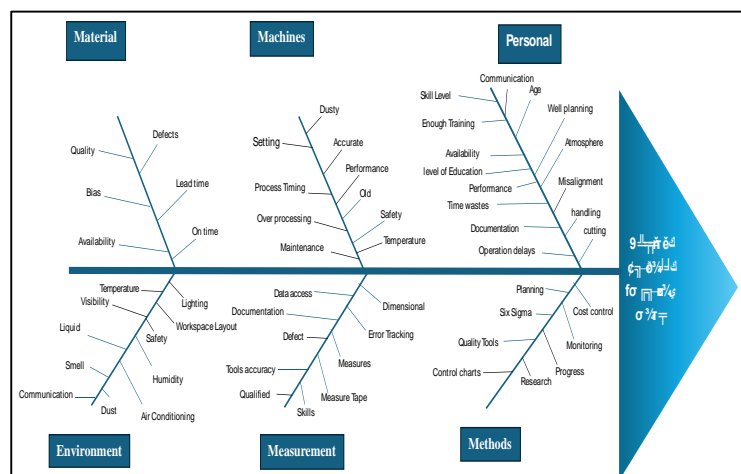 Material
Machines
Personal
Quality
Defects
Bias
Lead time
Availability
On time
Dusty
Setting
Accurate
Performance
Process Timing
Old
Over processing
Safety
Maintenance
Temperature
Communication
Skill Level
Age
Enough Training
Well planning
Availability
Atmosphere
level of Education
Performance
Misalignment
Time wastes
handling
Documentation
cutting
Operation delays
Temperature
Lighting
Visibility
Workspace Layout
Safety
Liquid
Smell
Humidity
Communication
Dust
Air Conditioning
Data access
Dimensional
Documentation
Error Tracking
Defect
Measures
Tools accuracy
Measure Tape
Qualified
Skills
Planning
Cost control
Six Sigma
Monitoring
Quality Tools
Progress
Control charts
Research
Environment
Measurement
Methods